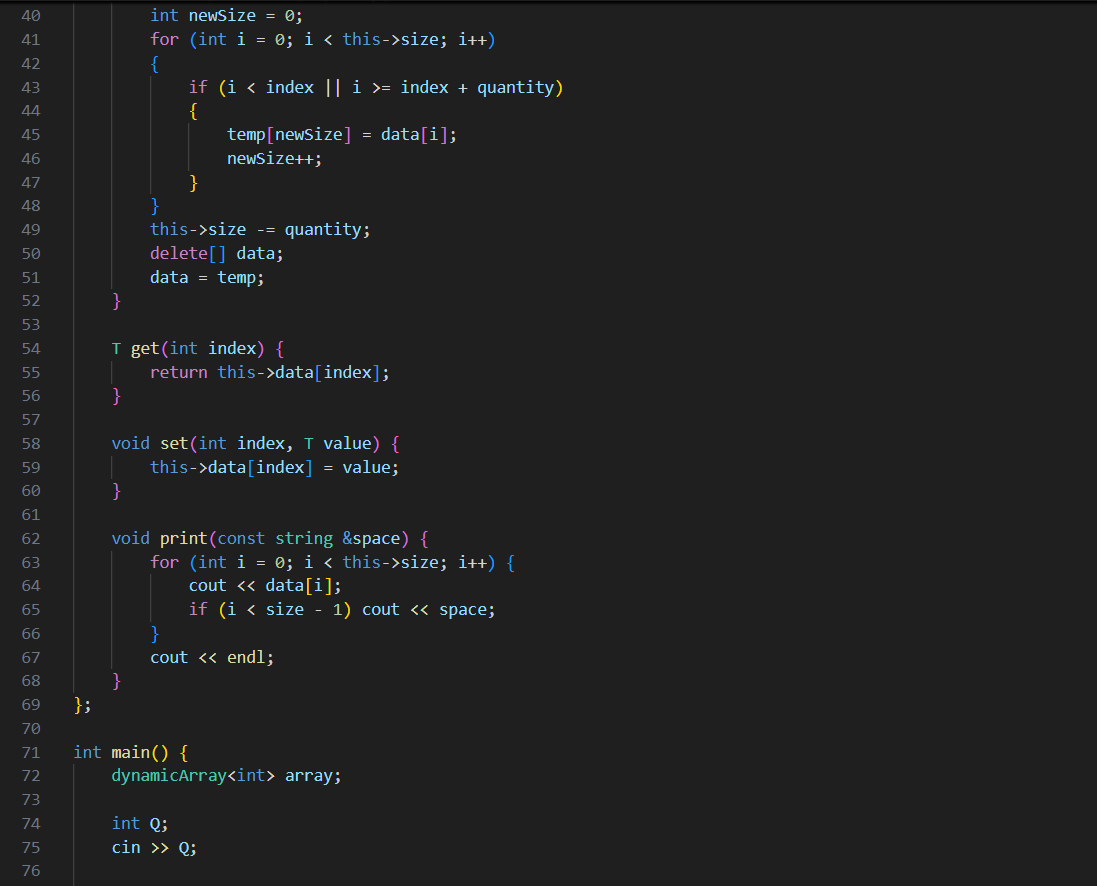 40 int newSize = 0;
41 for (int i = 0; i < this->size; i++)
42 {
43 if (i < index || i >= index + quantity)
44 {
45 temp[newSize] = data[i];
46 newSize++;
47 }
48 }
49 this->size -= quantity;
50 delete[] data;
51 data = temp;
52 }
53
54 T get(int index) {
55 return this->data[index];
56 }
57
58 void set(int index, T value) {
59 this->data[index] = value;
60 }
61
62 void print(const string &space) {
63 for (int i = 0; i < this->size; i++) {
64 cout << data[i];
65 if (i < size - 1) cout << space;
66 }
67 cout << endl;
68 }
69 };
70
71 int main() {
72 dynamicArray<int> array;
73
74 int Q;
75 cin >> Q;
76